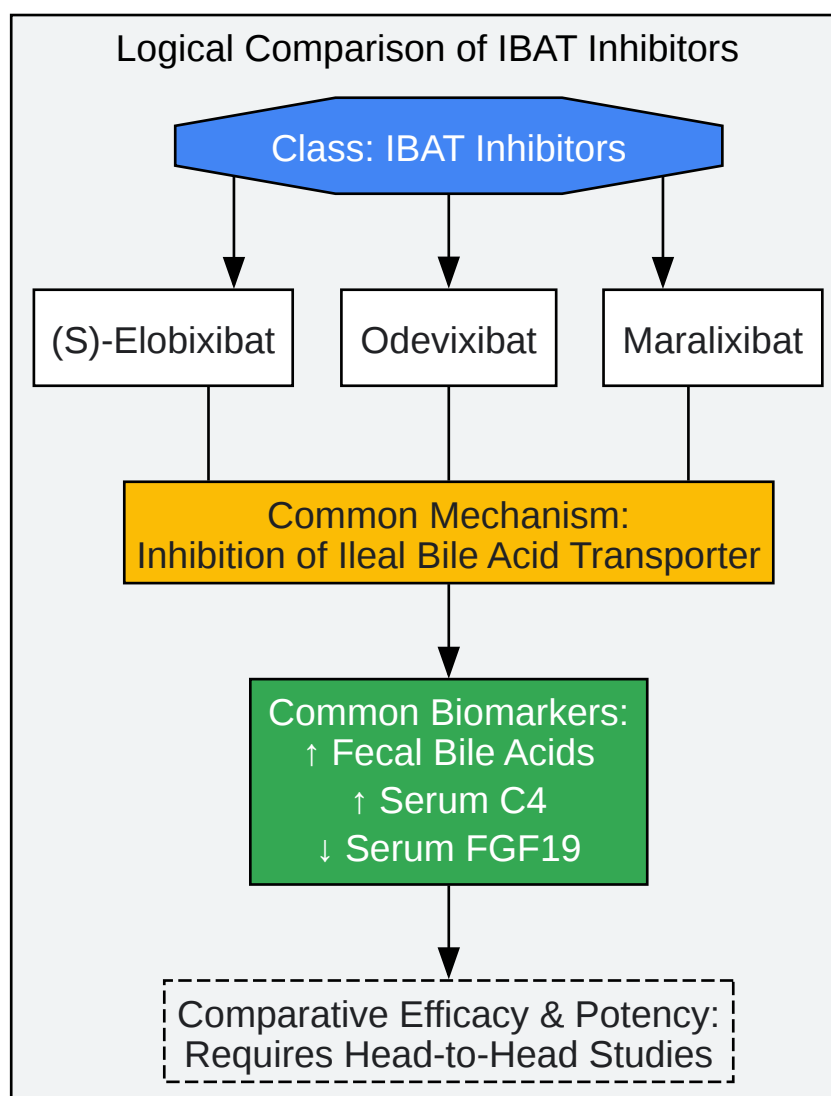 Logical Comparison of IBAT Inhibitors
Class: IBAT Inhibitors
(S)-Elobixibat
Odevixibat
Maralixibat
Common Mechanism:
Inhibition of Ileal Bile Acid Transporter
Common Biomarkers:
↑ Fecal Bile Acids
↑ Serum C4
↓ Serum FGF19
Comparative Efficacy & Potency:
Requires Head-to-Head Studies